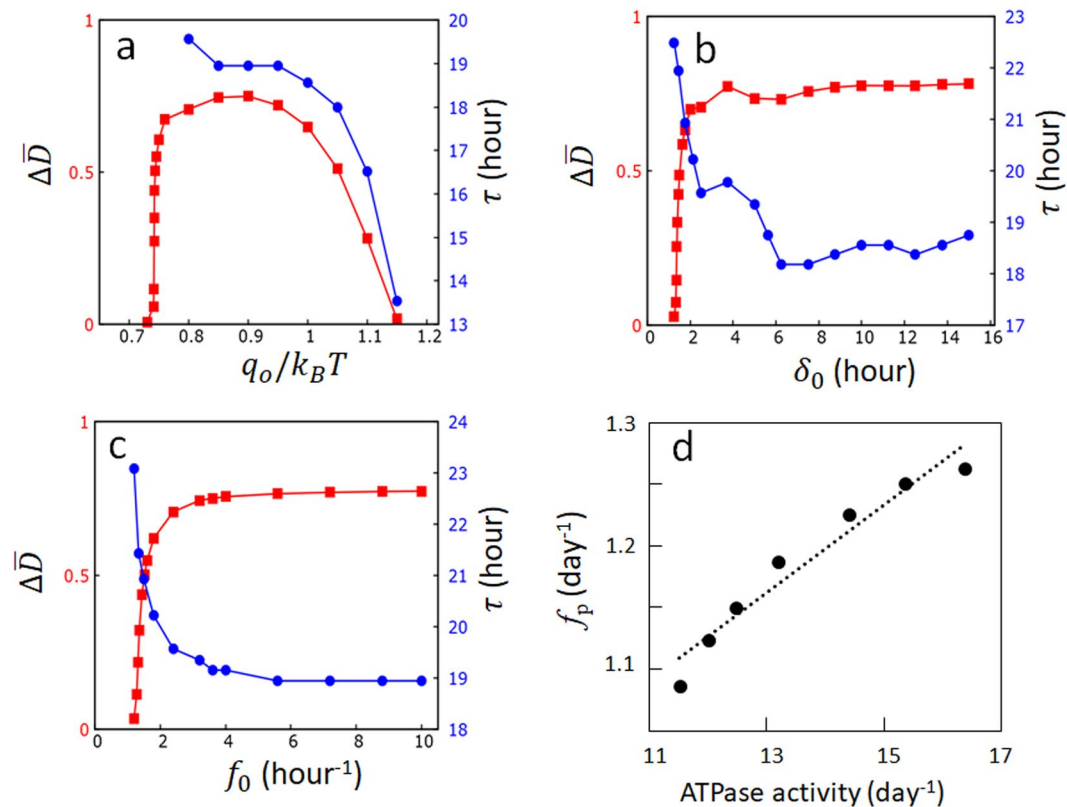 a
1
0.5
0
ΔD̅
20
19
18
17
16
15
14
13
τ (hour)
0.7 0.8 0.9 1 1.1 1.2
qₒ/k_BT
b
1
0.5
0
ΔD̅
23
22
21
20
19
18
17
τ (hour)
0 2 4 6 8 10 12 14 16
δ₀ (hour)
c
1
0.5
0
ΔD̅
24
23
22
21
20
19
18
τ (hour)
0 2 4 6 8 10
f₀ (hour⁻¹)
d
1.3
1.2
1.1
fₚ (day⁻¹)
11 13 15 17
ATPase activity (day⁻¹)